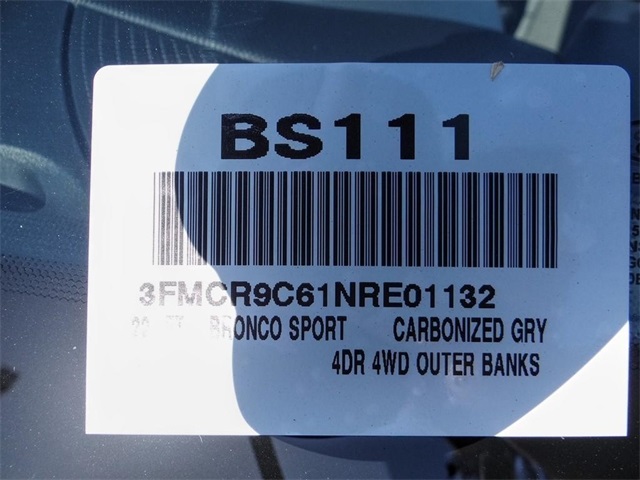 BS111
3FMCR9C61NRE01132
BRONCO SPORT CARBONIZED GRY
4DR 4WD OUTER BANKS